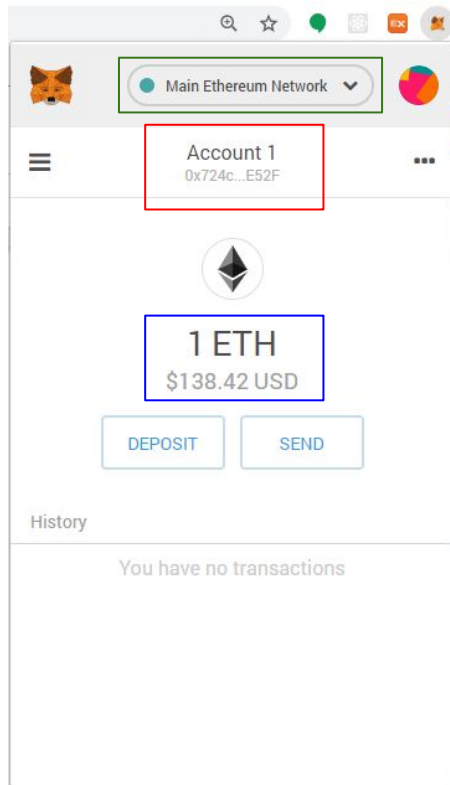 Main Ethereum Network
Account 1
0x724c...E52F
1 ETH
$138.42 USD
DEPOSIT SEND
History
You have no transactions